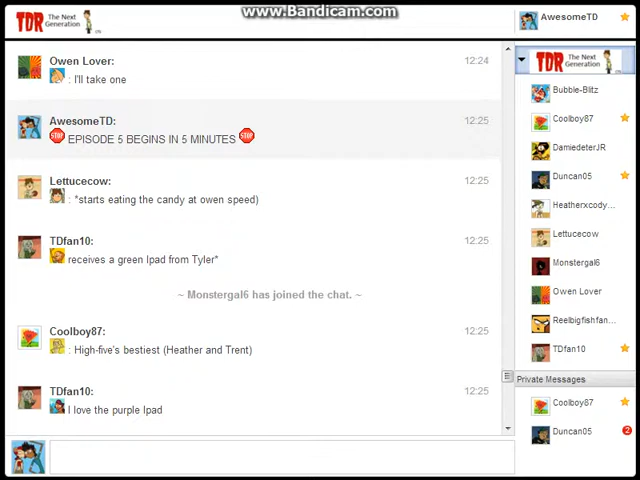 www.Bandicam.com
TDR The Next Generation
AwesomeTD
Owen Lover: 12:24
: I'll take one
AwesomeTD: 12:25
STOP EPISODE 5 BEGINS IN 5 MINUTES STOP
Lettucecow: 12:25
: *starts eating the candy at owen speed)
TDfan10: 12:25
receives a green Ipad from Tyler*
~ Monstergal6 has joined the chat. ~
Coolboy87: 12:25
: High-five's bestiest (Heather and Trent)
TDfan10: 12:25
I love the purple Ipad
TDR The Next Generation
Bubble-Blitz
Coolboy87
DamiedeterJR
Duncan05
Heatherxcody...
Lettucecow
Monstergal6
Owen Lover
Reelbigfishfan...
TDfan10
Private Messages
Coolboy87
Duncan05 2